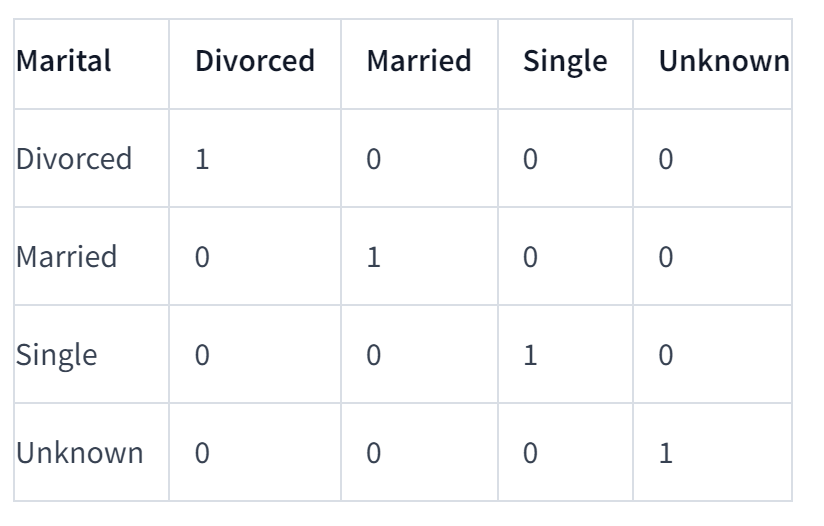 Marital Divorced Married Single Unknown
Divorced 1 0 0 0
Married 0 1 0 0
Single 0 0 1 0
Unknown 0 0 0 1